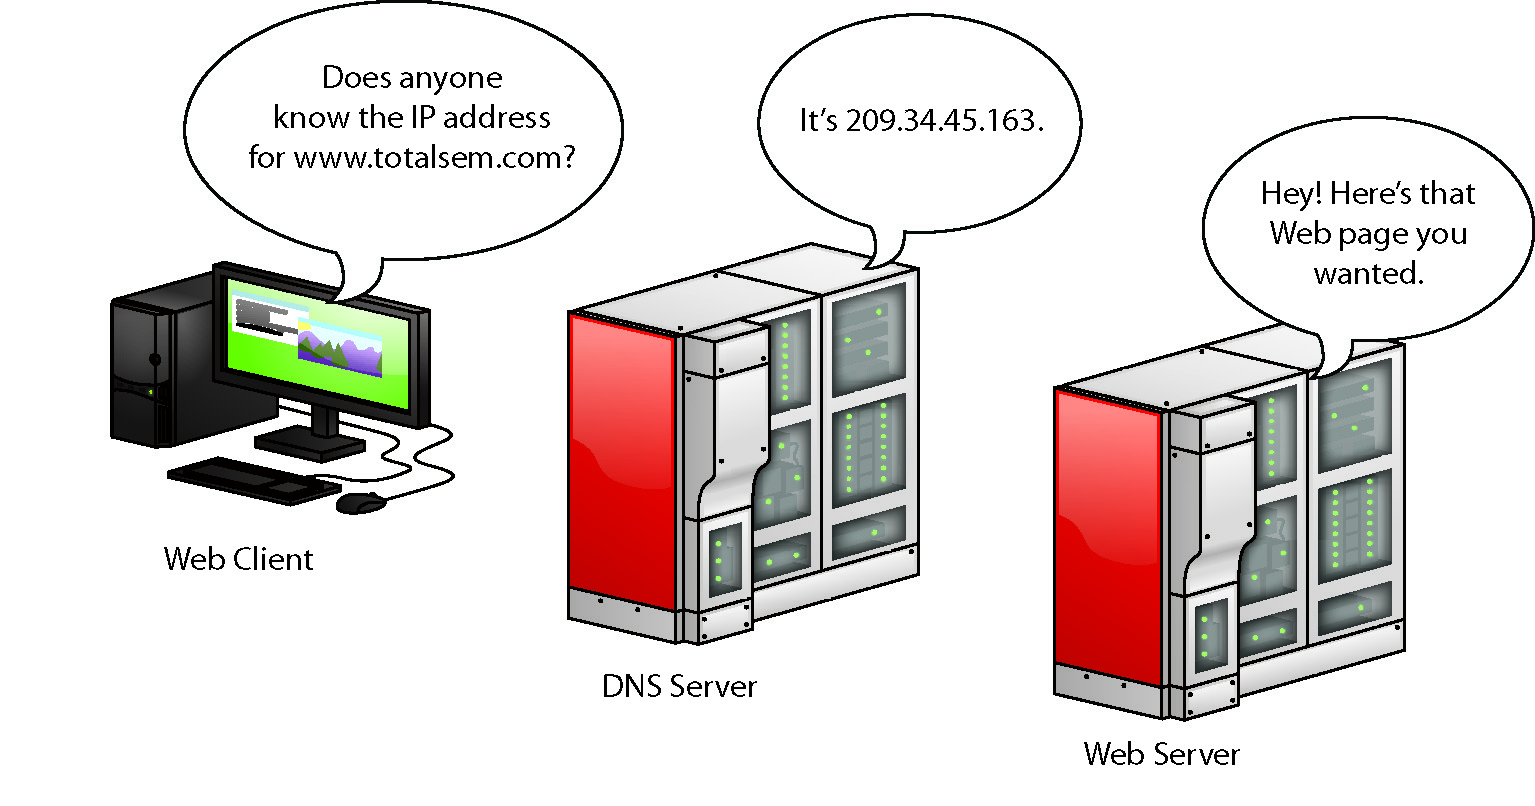 Does anyone
know the IP address
for www.totalsem.com?
It’s 209.34.45.163.
Hey! Here’s that
Web page you
wanted.
Web Client
DNS Server
Web Server